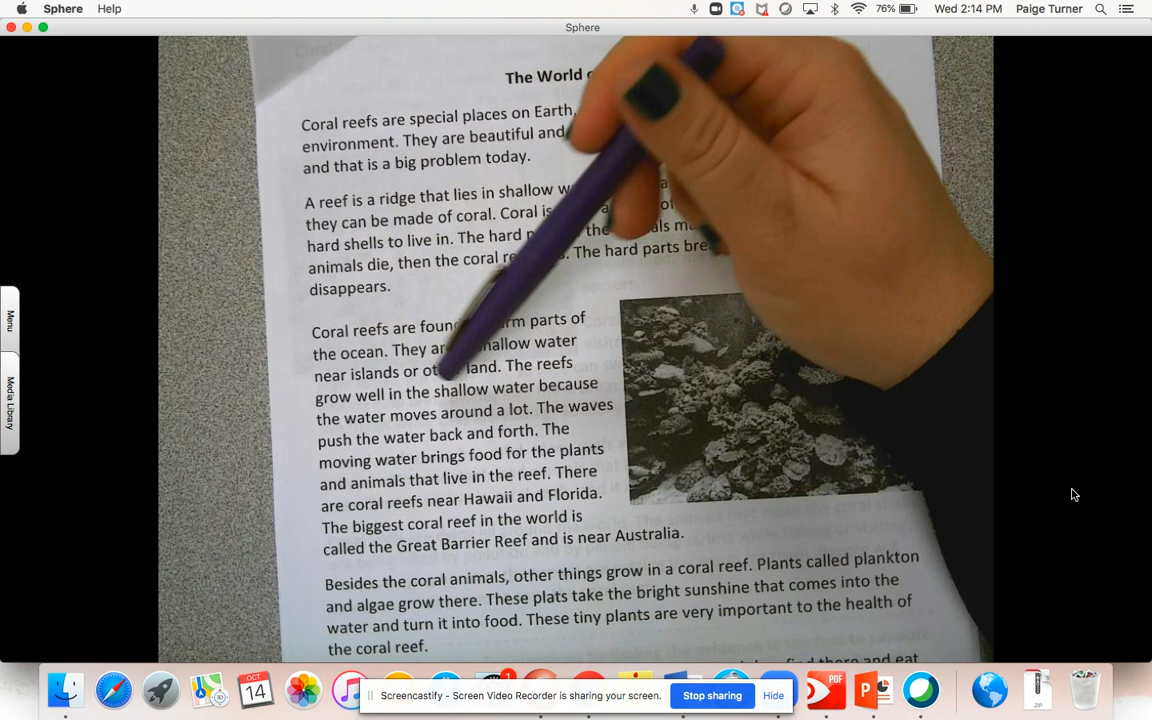 Sphere Help 76% Wed 2:14 PM Paige Turner
Sphere
The World
Coral reefs are special places on Earth,
environment. They are beautiful and
and that is a big problem today.
A reef is a ridge that lies in shallow
they can be made of coral. Coral is
hard shells to live in. The hard the
animals die, then the coral The hard parts
disappears.
Coral reefs are found parts of
the ocean. They are shallow water
near islands or land. The reefs
grow well in the shallow water because
the water moves around a lot. The waves
push the water back and forth. The
moving water brings food for the plants
and animals that live in the reef. There
are coral reefs near Hawaii and Florida.
The biggest coral reef in the world is
called the Great Barrier Reef and is near Australia.
Besides the coral animals, other things grow in a coral reef. Plants called plankton
and algae grow there. These plats take the bright sunshine that comes into the
water and turn it into food. These tiny plants are very important to the health of
the coral reef.
find there and eat
Menu
Media Library
OCT
14
1
PDF
ZIP
Screencastify - Screen Video Recorder is sharing your screen. Stop sharing Hide